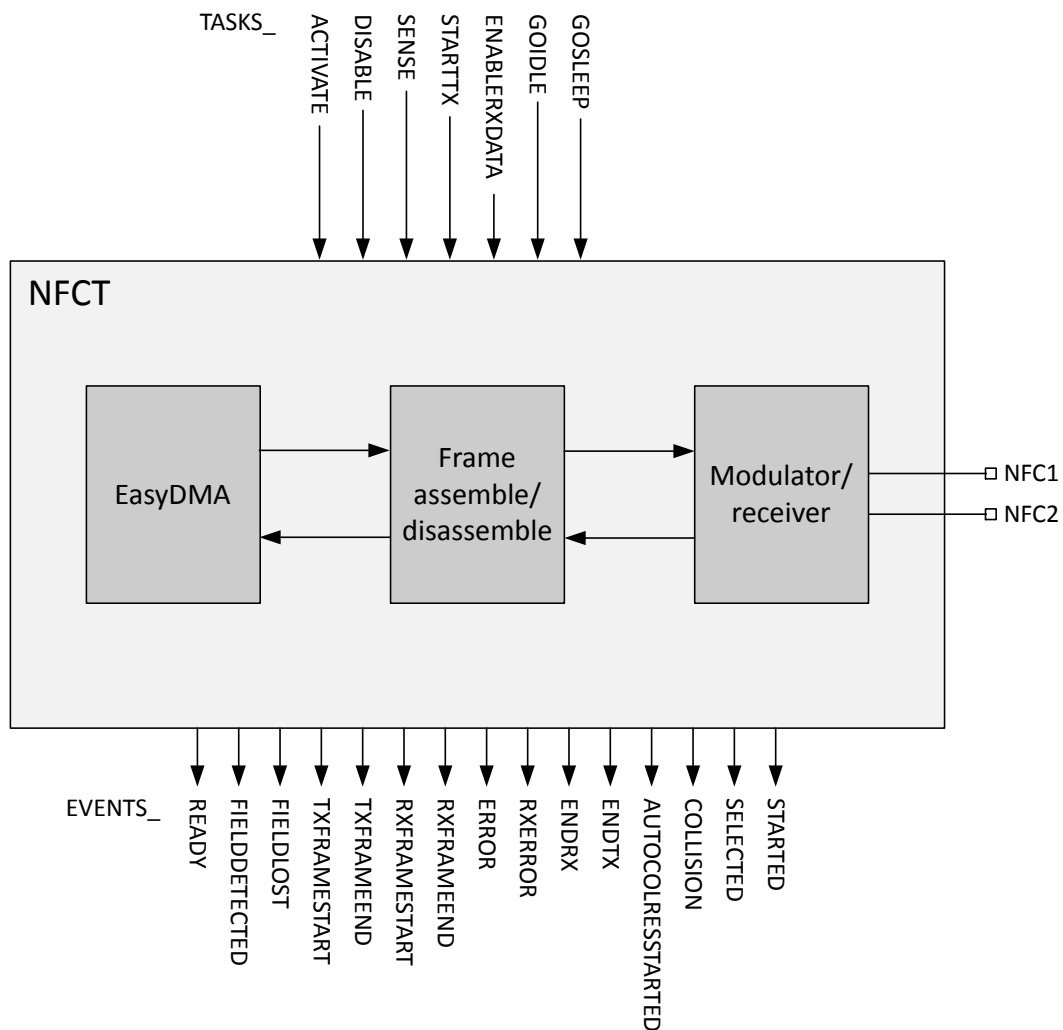 TASKS_
ACTIVATE
DISABLE
SENSE
STARTTX
ENABLERXDATA
GOIDLE
GOSLEEP
NFCT
EasyDMA
Frame
assemble/
disassemble
Modulator/
receiver
NFC1
NFC2
EVENTS_
READY
FIELDDETECTED
FIELDLOST
TXFRAMESTART
TXFRAMEEND
RXFRAMESTART
RXFRAMEEND
ERROR
RXERROR
ENDRX
ENDTX
AUTOCOLRESSTARTED
COLLISION
SELECTED
STARTED